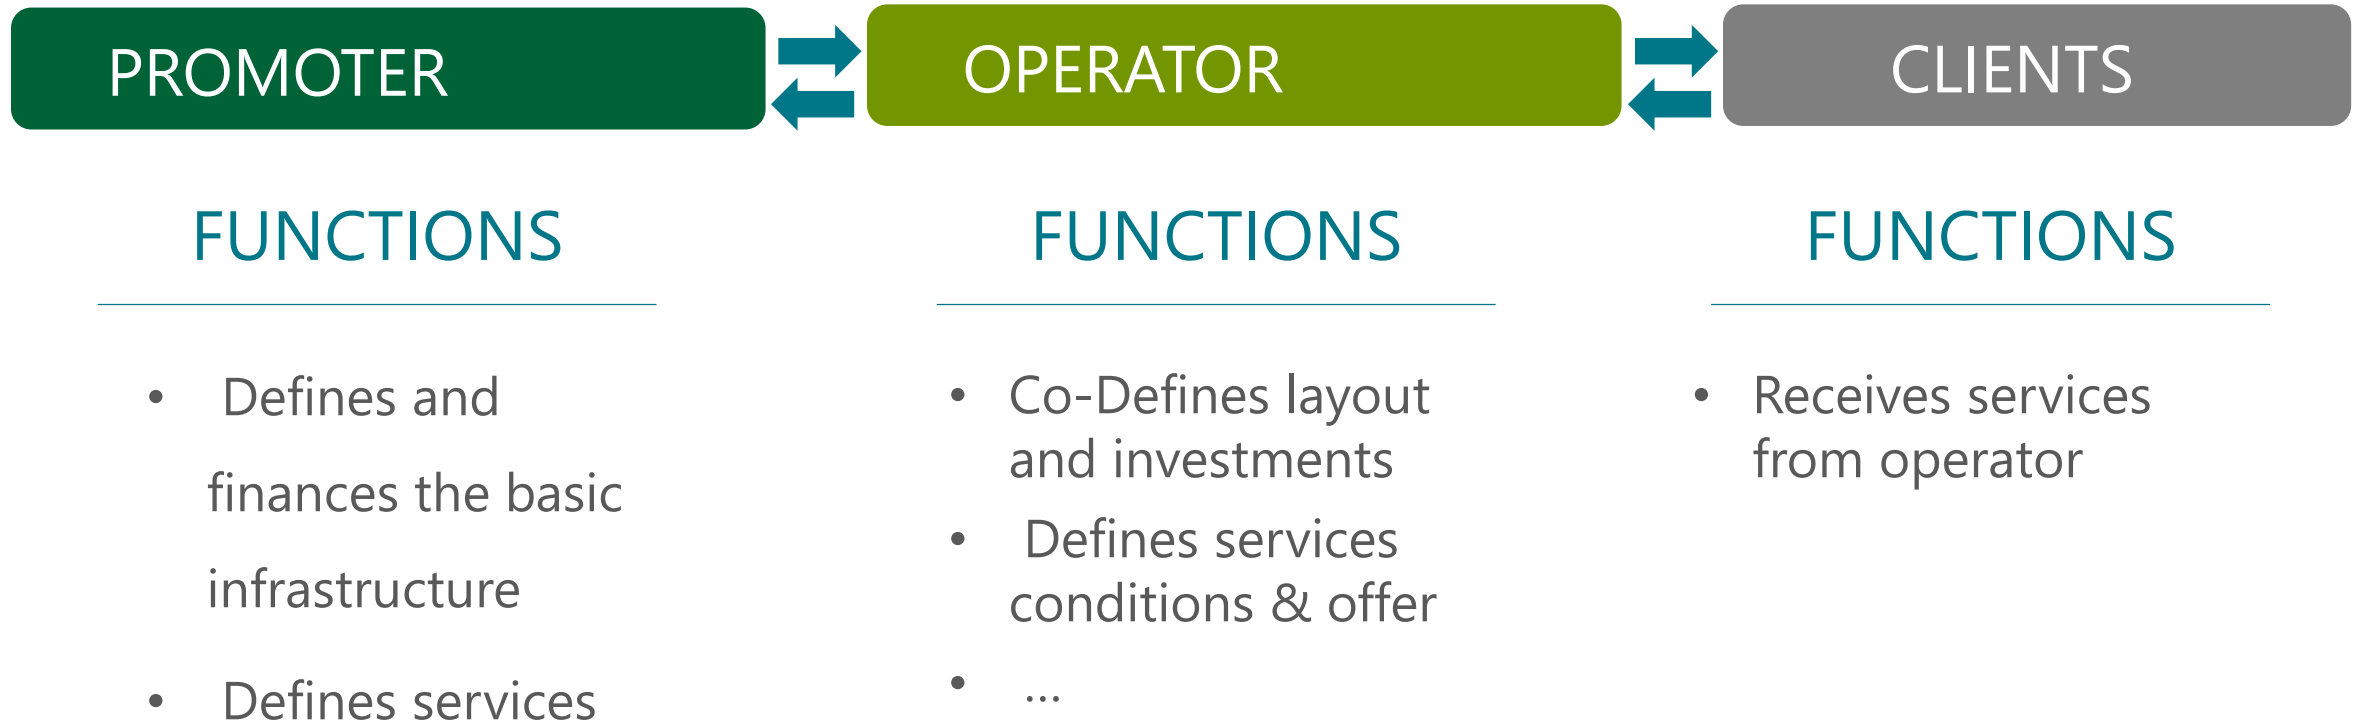 PROMOTER
OPERATOR
CLIENTS
FUNCTIONS
• Defines and
finances the basic
infrastructure
• Defines services
FUNCTIONS
• Co-Defines layout
and investments
• Defines services
conditions & offer
• ...
FUNCTIONS
• Receives services
from operator